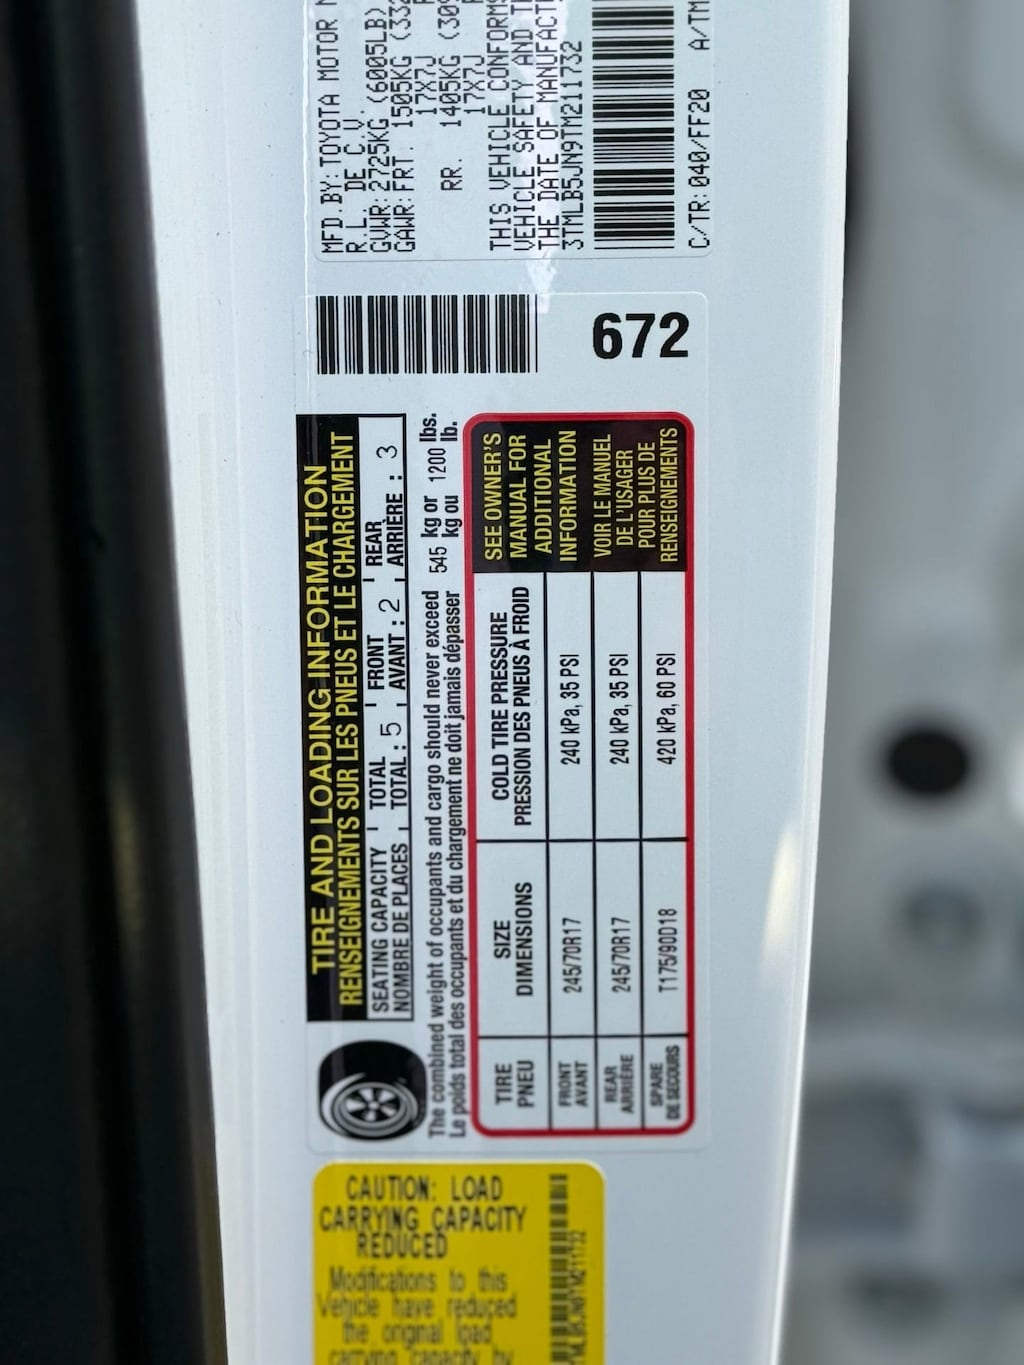 MFD.BY:TOYOTA MOTOR
R.L. DE C.V.
GVWR:2725KG (6005LB)
GAWR:FRT. 1505KG
17X7J
RR. 1405KG
17X7J
THIS VEHICLE CONFORMS
VEHICLE SAFETY AND
THE DATE OF
3TMLB5JN9TM211732
C/TR:040/FF20 A/TM
672
TIRE AND LOADING INFORMATION
RENSEIGNEMENTS SUR LES PNEUS ET LE CHARGEMENT
SEATING CAPACITY TOTAL 5 FRONT 2 REAR 3
NOMBRE DE PLACES TOTAL : AVANT : ARRIÈRE :
The combined weight of occupants and cargo should never exceed 545 kg or 1200 lbs.
Le poids total des occupants et du chargement ne doit jamais dépasser kg ou lb.
TIRE SIZE COLD TIRE PRESSURE
PNEU DIMENSIONS PRESSION DES PNEUS À FROID
FRONT
AVANT 245/70R17 240 kPa, 35 PSI
REAR
ARRIÈRE 245/70R17 240 kPa, 35 PSI
SPARE
DE SECOURS T175/90D18 420 kPa, 60 PSI
SEE OWNER'S
MANUAL FOR
ADDITIONAL
INFORMATION
VOIR LE MANUEL
DE L'USAGER
POUR PLUS DE
RENSEIGNEMENTS
CAUTION: LOAD
CARRYING CAPACITY
REDUCED
Modifications to this
Vehicle have reduced
the original load
carrying capacity by